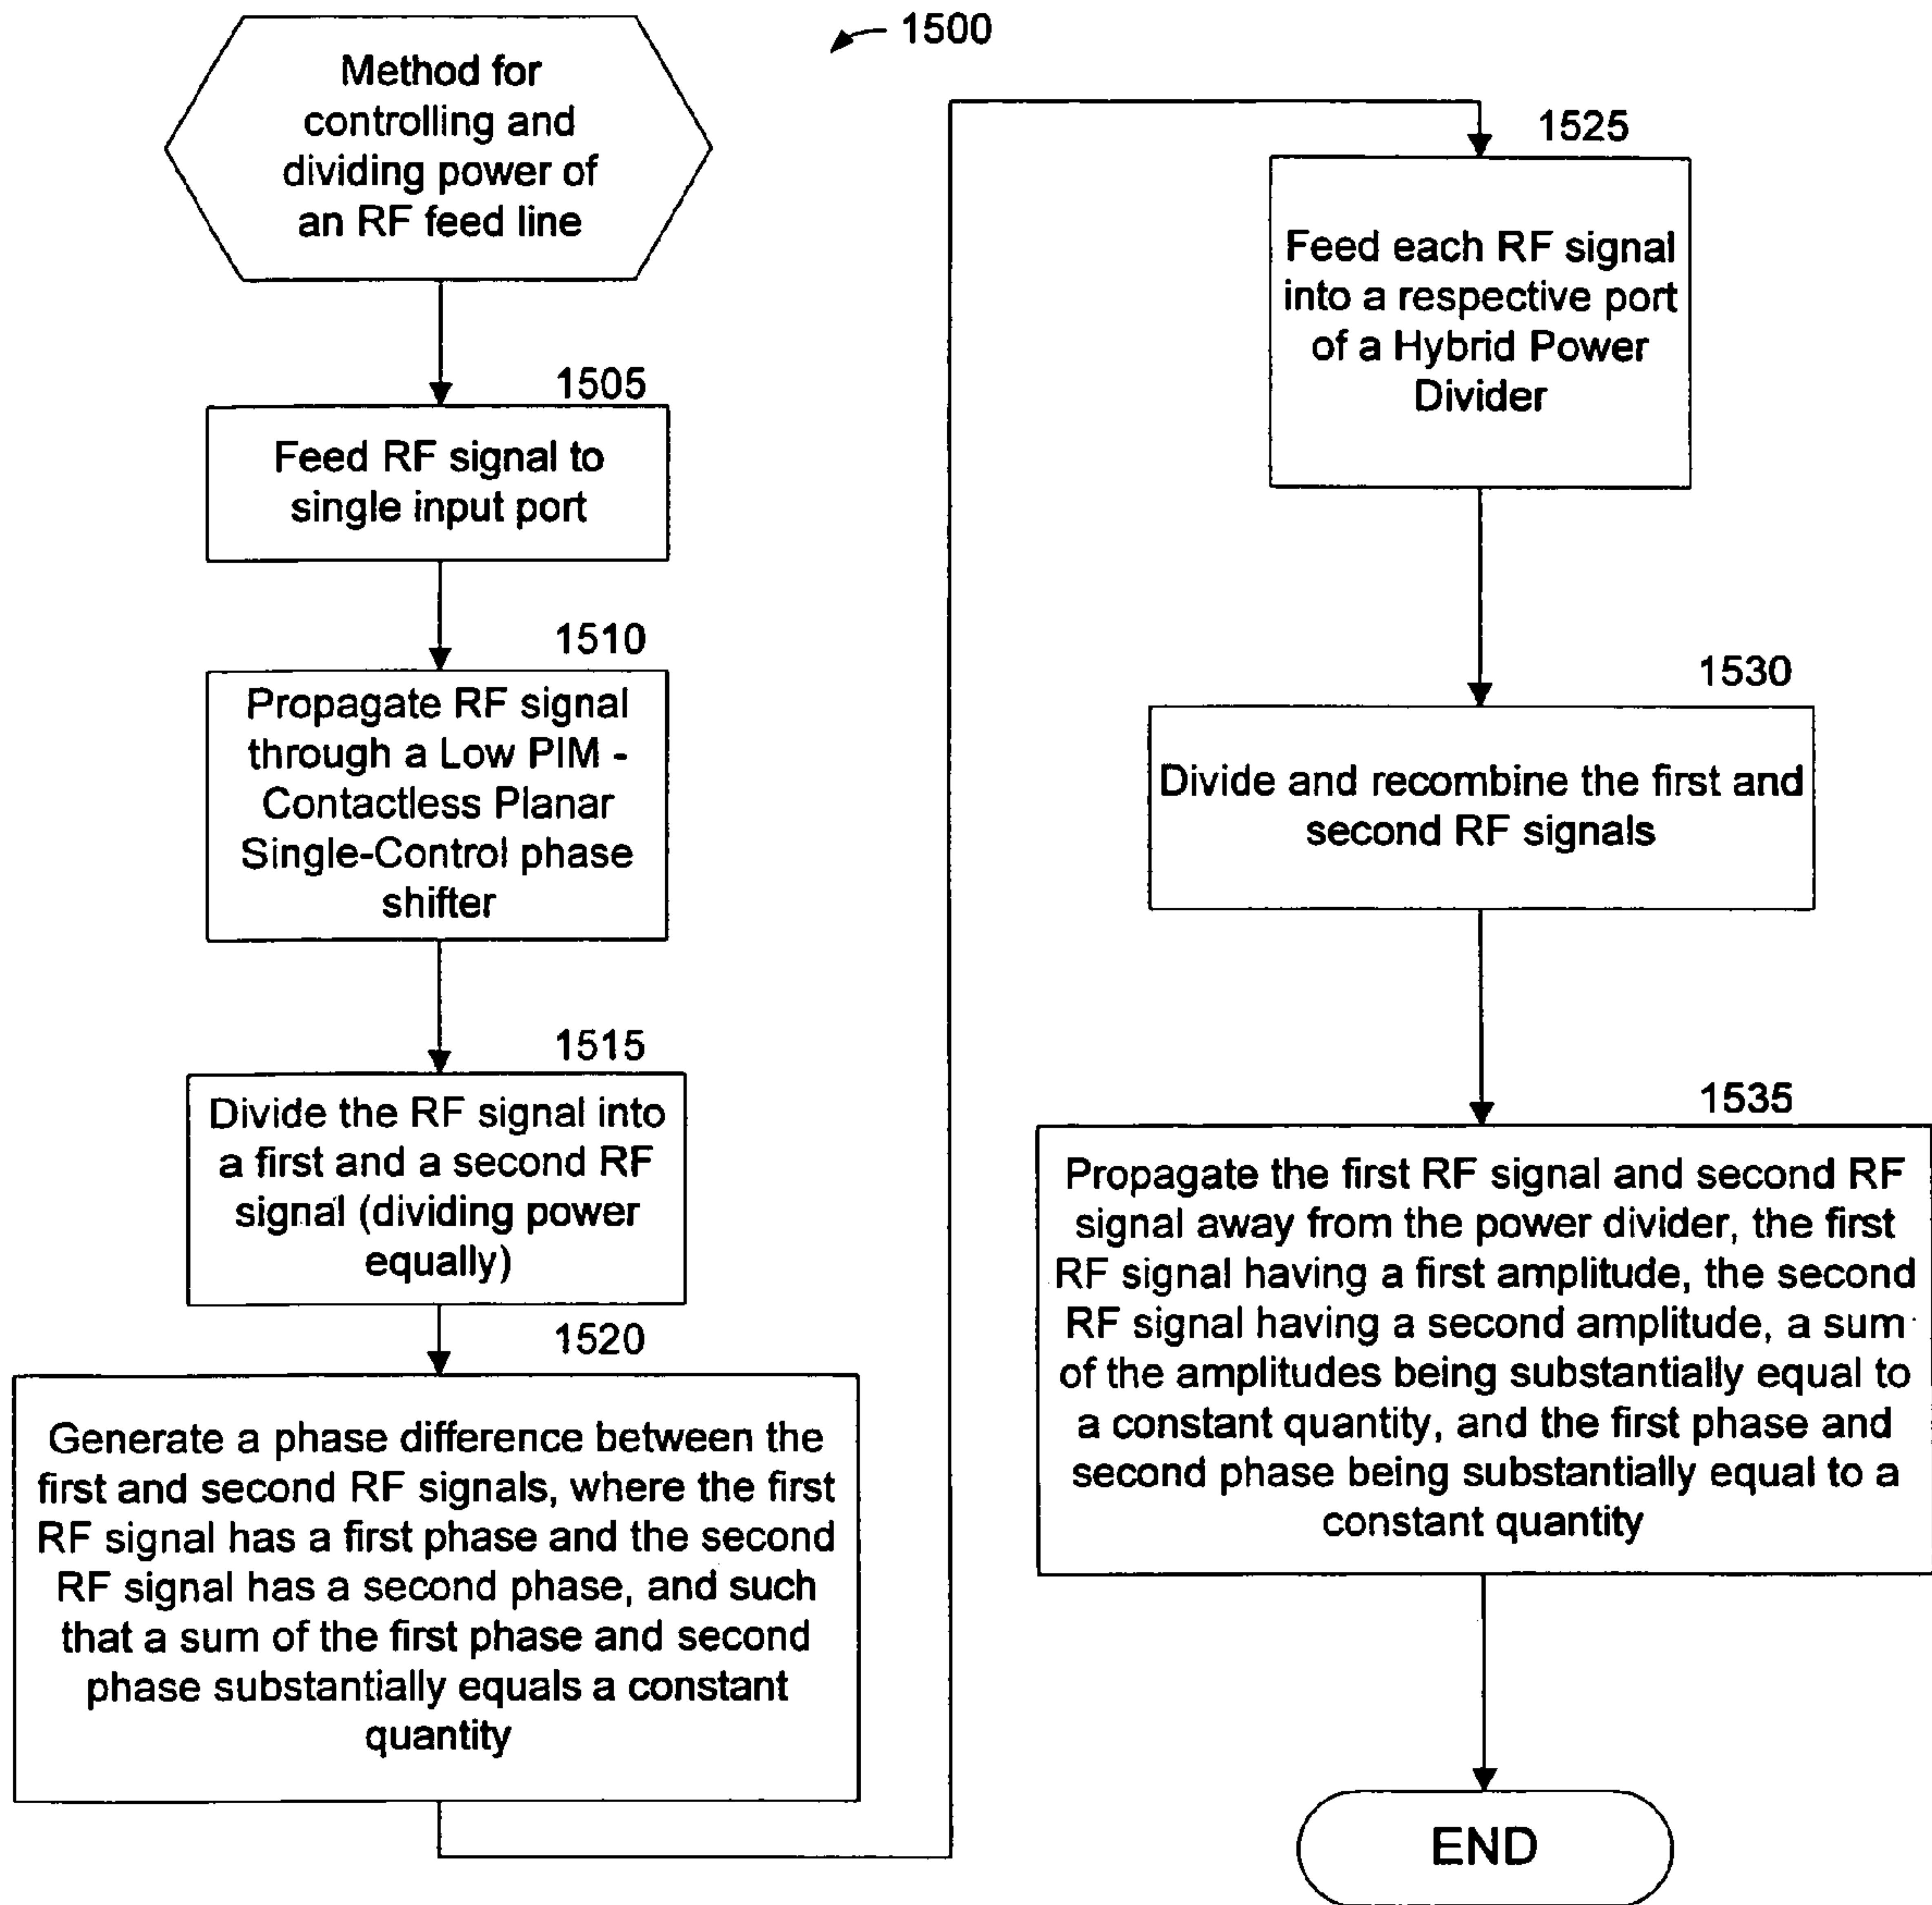 1500
Method for
controlling and
dividing power of
an RF feed line
1505
Feed RF signal to
single input port
1510
Propagate RF signal
through a Low PIM -
Contactless Planar
Single-Control phase
shifter
1515
Divide the RF signal into
a first and a second RF
signal (dividing power
equally)
1520
Generate a phase difference between the
first and second RF signals, where the first
RF signal has a first phase and the second
RF signal has a second phase, and such
that a sum of the first phase and second
phase substantially equals a constant
quantity
1525
Feed each RF signal
into a respective port
of a Hybrid Power
Divider
1530
Divide and recombine the first and
second RF signals
1535
Propagate the first RF signal and second RF
signal away from the power divider, the first
RF signal having a first amplitude, the second
RF signal having a second amplitude, a sum
of the amplitudes being substantially equal to
a constant quantity, and the first phase and
second phase being substantially equal to a
constant quantity
END